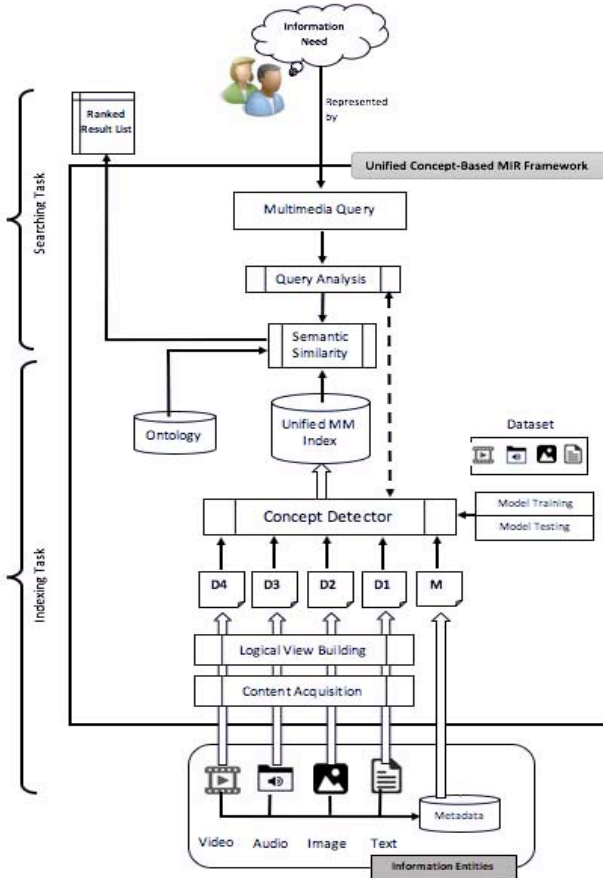 Information
Need
Represented
by
Ranked
Result List
Searching Task
Unified Concept-Based MIR Framework
Multimedia Query
Query Analysis
Semantic
Similarity
Ontology
Unified MM
Index
Dataset
Model Training
Model Testing
Concept Detector
Indexing Task
D4 D3 D2 D1 M
Logical View Building
Content Acquisition
Metadata
Video Audio Image Text
Information Entities